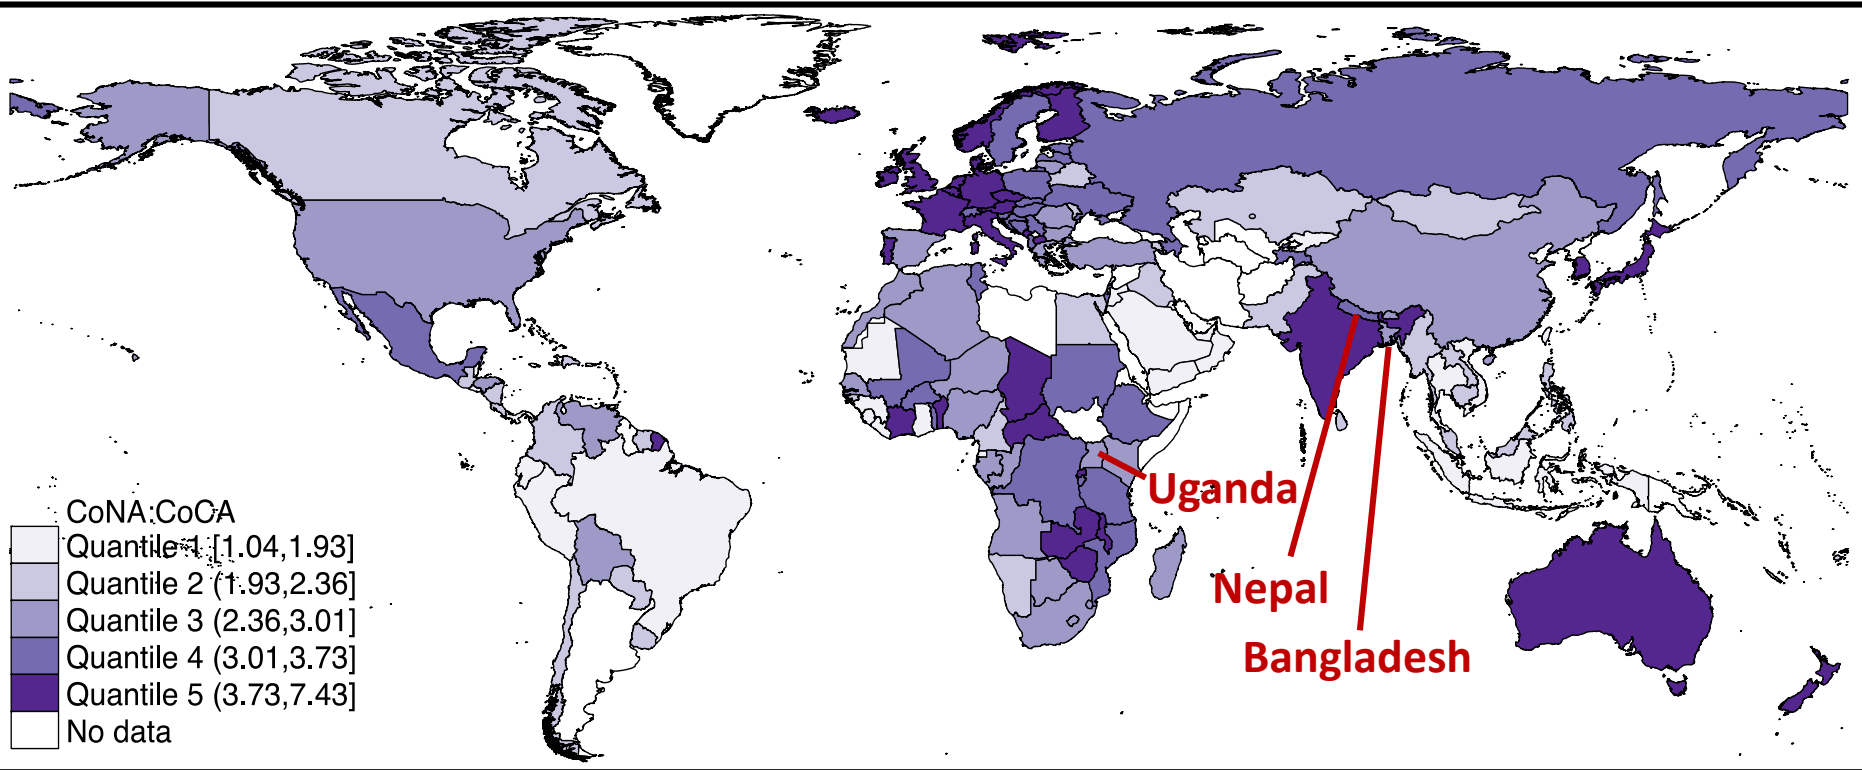 CoNA:CoCA
Quantile 1 [1.04,1.93]
Quantile 2 (1.93,2.36]
Quantile 3 (2.36,3.01]
Quantile 4 (3.01,3.73]
Quantile 5 (3.73,7.43]
No data
Uganda
Nepal
Bangladesh